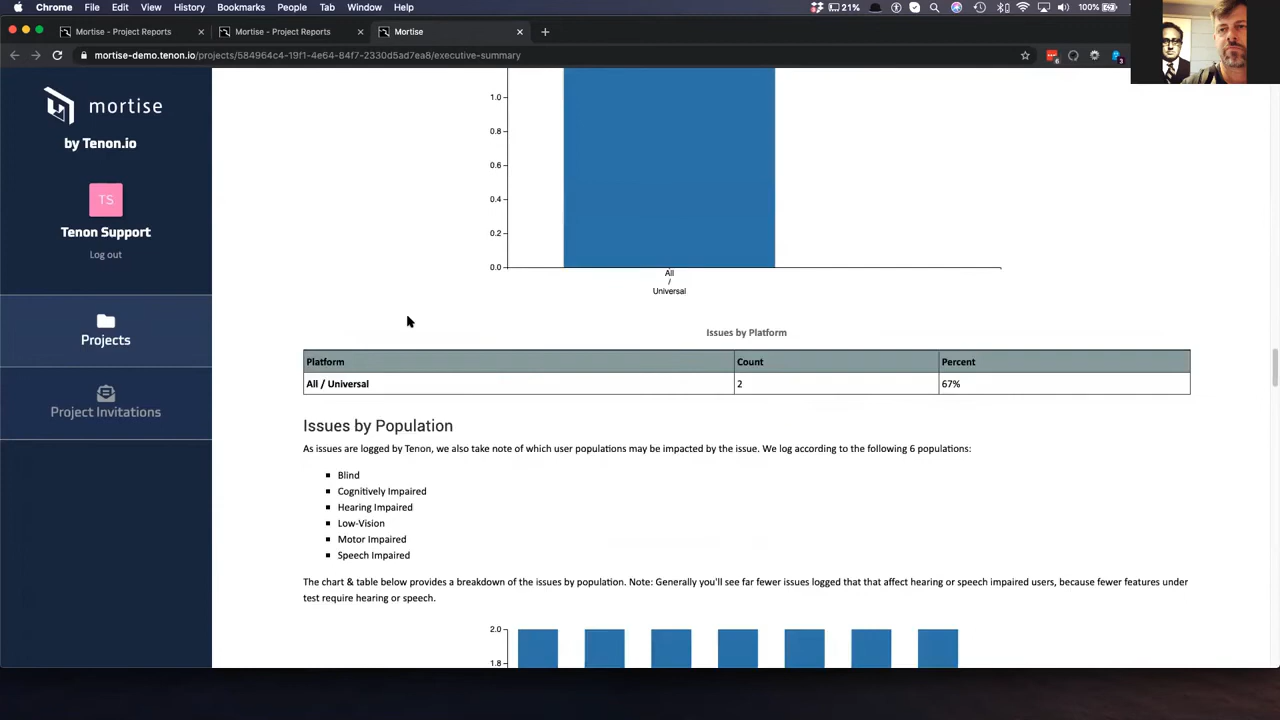 Chrome File Edit View History Bookmarks People Tab Window Help 21% 100%
Mortise - Project Reports
Mortise - Project Reports
Mortise
mortise-demo.tenon.io/projects/584964c4-19f1-4e64-84f7-2330d5ad7ea8/executive-summary
6
3
mortise
by Tenon.io
TS
Tenon Support
Log out
Projects
Project Invitations
1.0
0.8
0.6
0.4
0.2
0.0
All
/
Universal
Issues by Platform
Platform Count Percent
All / Universal 2 67%
Issues by Population
As issues are logged by Tenon, we also take note of which user populations may be impacted by the issue. We log according to the following 6 populations:
Blind
Cognitively Impaired
Hearing Impaired
Low-Vision
Motor Impaired
Speech Impaired
The chart & table below provides a breakdown of the issues by population. Note: Generally you'll see far fewer issues logged that that affect hearing or speech impaired users, because fewer features under
test require hearing or speech.
2.0
1.8